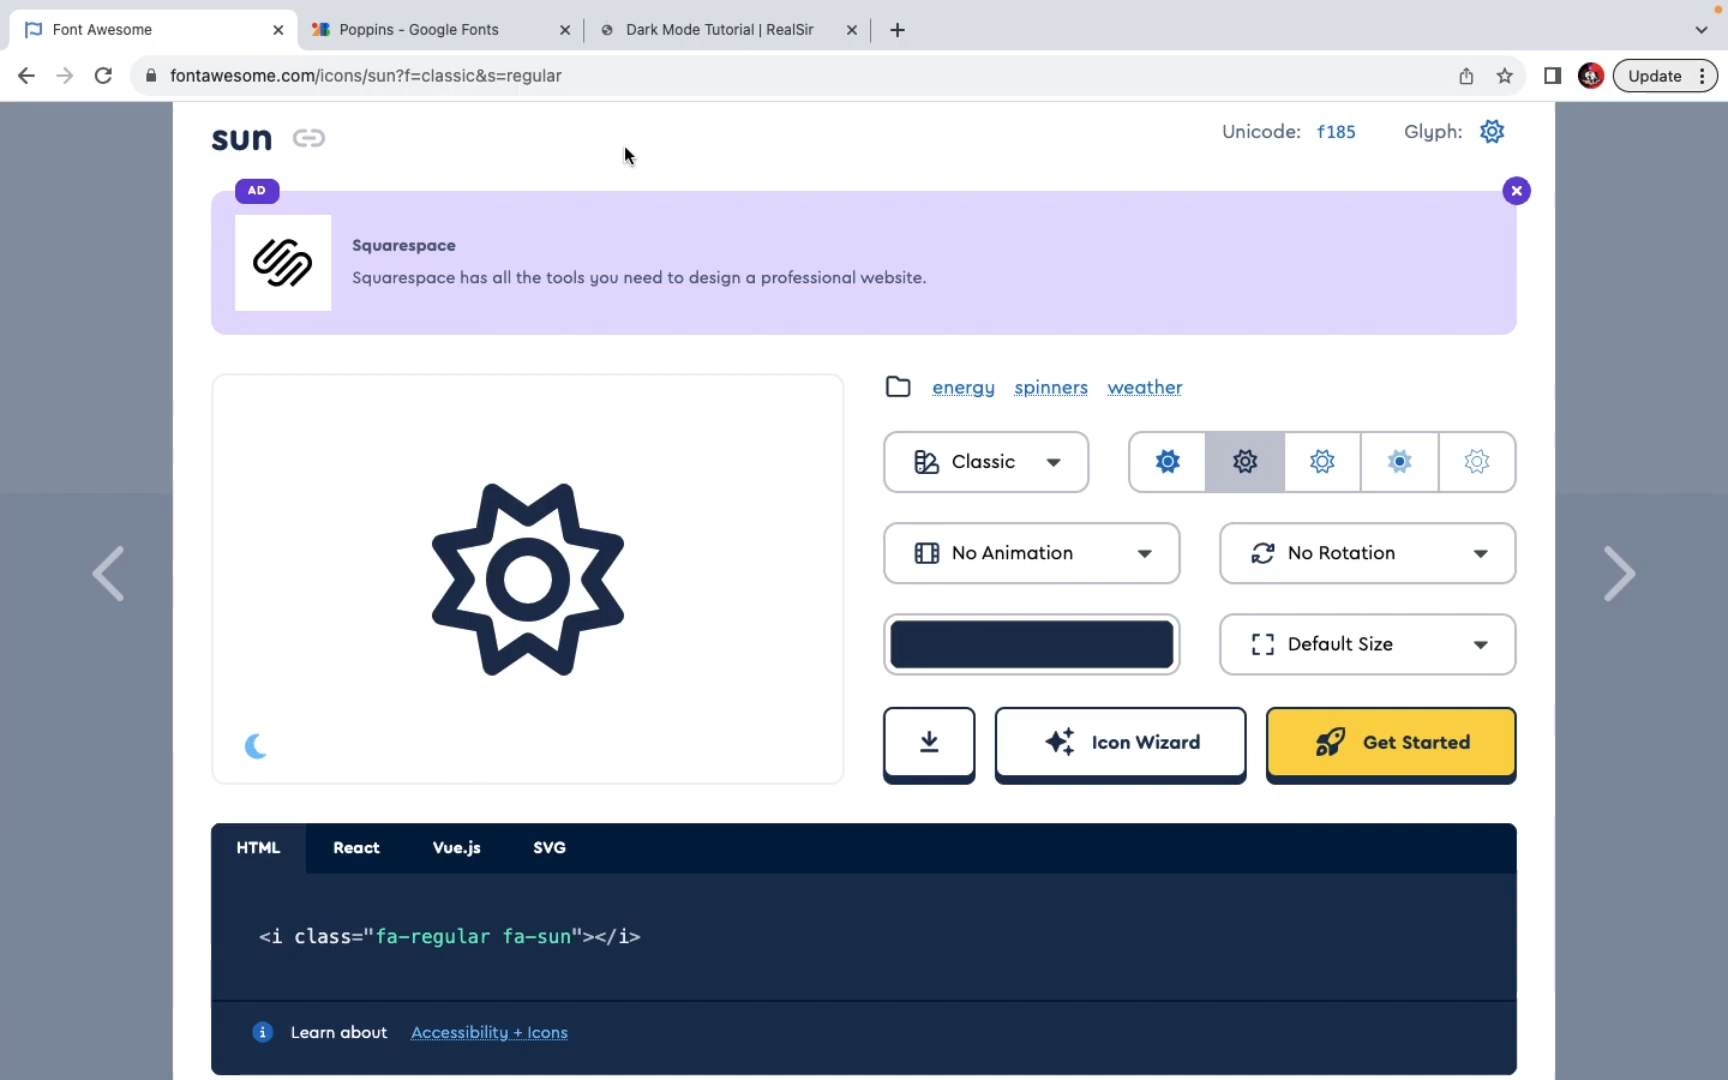 Font Awesome
Poppins - Google Fonts
Dark Mode Tutorial | RealSir
fontawesome.com/icons/sun?f=classic&s=regular
Update
sun
Unicode: f185
Glyph:
AD
Squarespace
Squarespace has all the tools you need to design a professional website.
energy spinners weather
Classic
No Animation
No Rotation
Default Size
Icon Wizard
Get Started
HTML React Vue.js SVG
<i class="fa-regular fa-sun"></i>
Learn about Accessibility + Icons